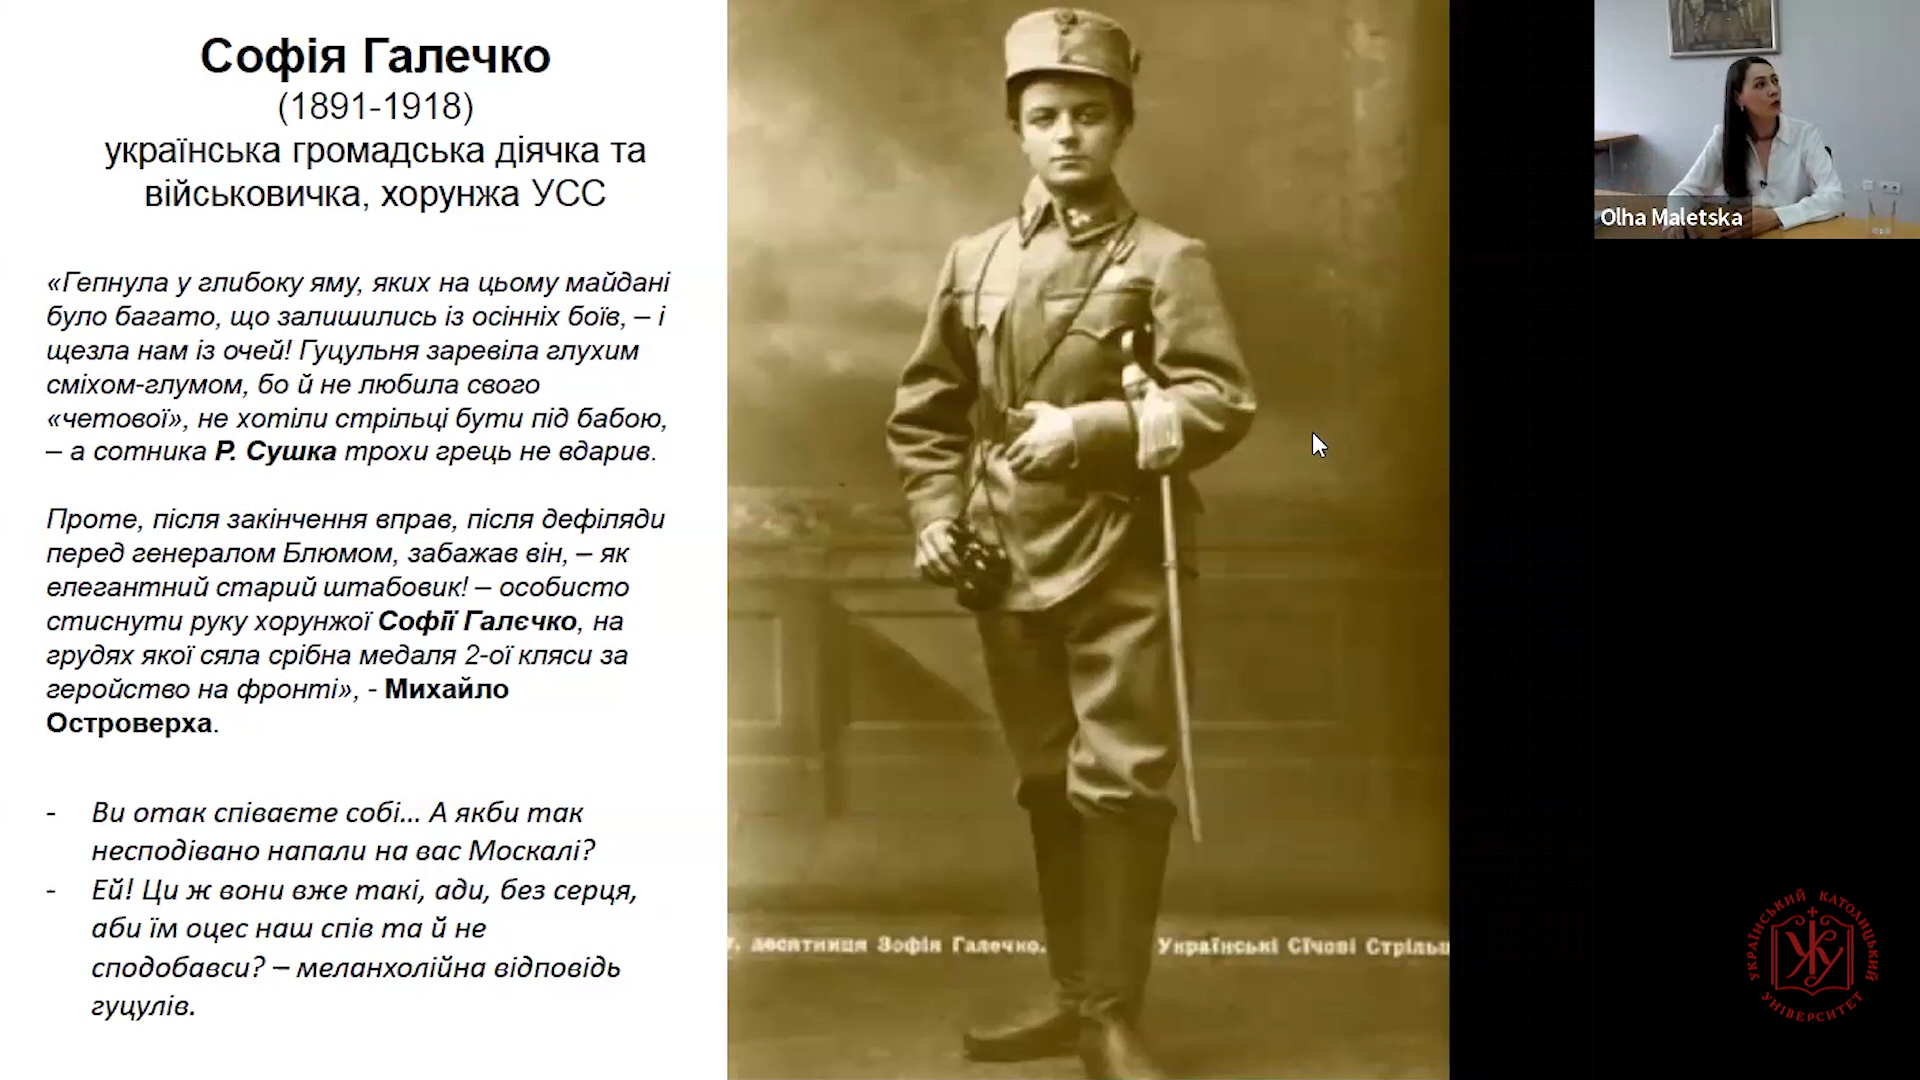 Софія Галечко
(1891-1918)
українська громадська діячка та
військовичка, хорунжа УСС
«Гепнула у глибоку яму, яких на цьому майдані
було багато, що залишились із осінніх боїв, – і
щезла нам із очей! Гуцульня заревіла глухим
сміхом-глумом, бо й не любила свого
«четової», не хотіли стрільці бути під бабою,
– а сотника Р. Сушка трохи грець не вдарив.
Проте, після закінчення вправ, після дефіляди
перед генералом Блюмом, забажав він, – як
елегантний старий штабовик! – особисто
стиснути руку хорунжої Софії Галєчко, на
грудях якої сяла срібна медаля 2-ої кляси за
геройство на фронті», - Михайло
Островерха.
- Ви отак співаєте собі... А якби так
несподівано напали на вас Москалі?
- Ей! Ци ж вони вже такі, ади, без серця,
аби їм оцес наш спів та й не
сподобавси? – меланхолійна відповідь
гуцулів.
десятниця Зофія Галечко.
Українські Січові Стрільц
Olha Maletska
УКРАЇНСЬКИЙ КАТОЛИЦЬКИЙ
УНІВЕРСИТЕТ